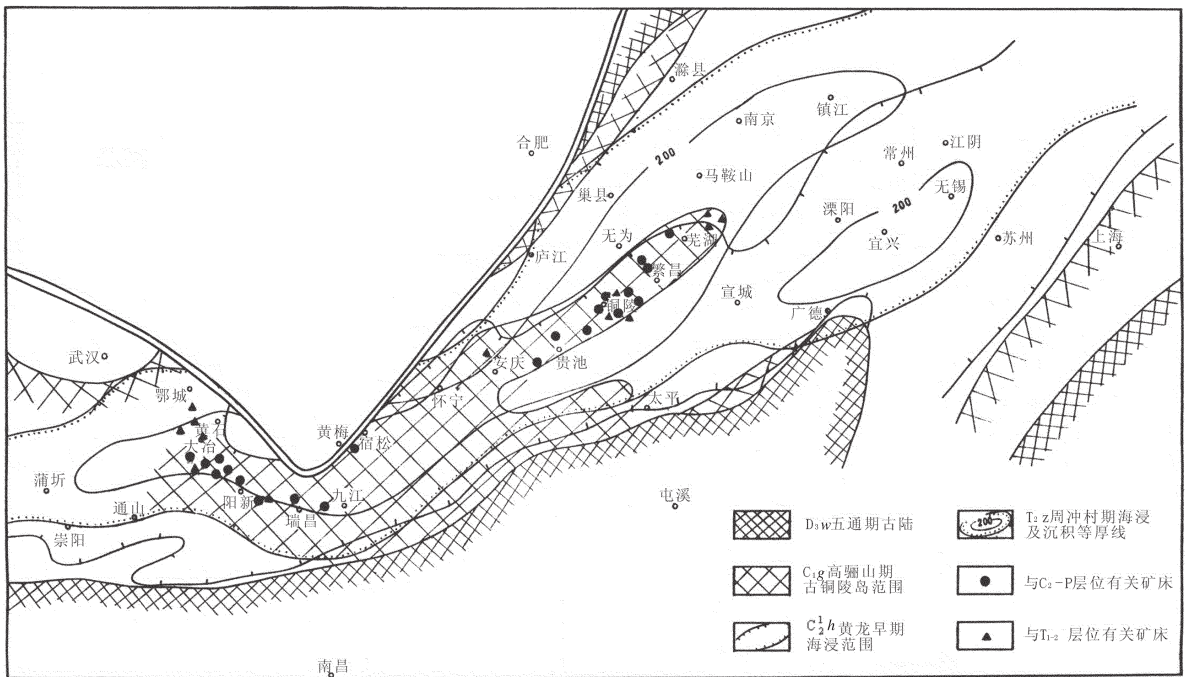 滁县
镇江
南京
合肥
江阴
常州
200
马鞍山
无锡
巢县
200
溧阳
无为
芜湖
宜兴
苏州
上海
庐江
繁昌
宣城
铜陵
广德
武汉
安庆
贵池
鄂城
怀宁
太平
黄石
黄梅
大冶
宿松
蒲圻
阳新
九江
屯溪
通山
瑞昌
崇阳
南昌
D₃w五通期古陆
C₁g高骊山期
古铜陵岛范围
C₂¹h黄龙早期
海浸范围
200
T₂z周冲村期海浸
及沉积等厚线
与C₂-P层位有关矿床
与T₁₋₂层位有关矿床